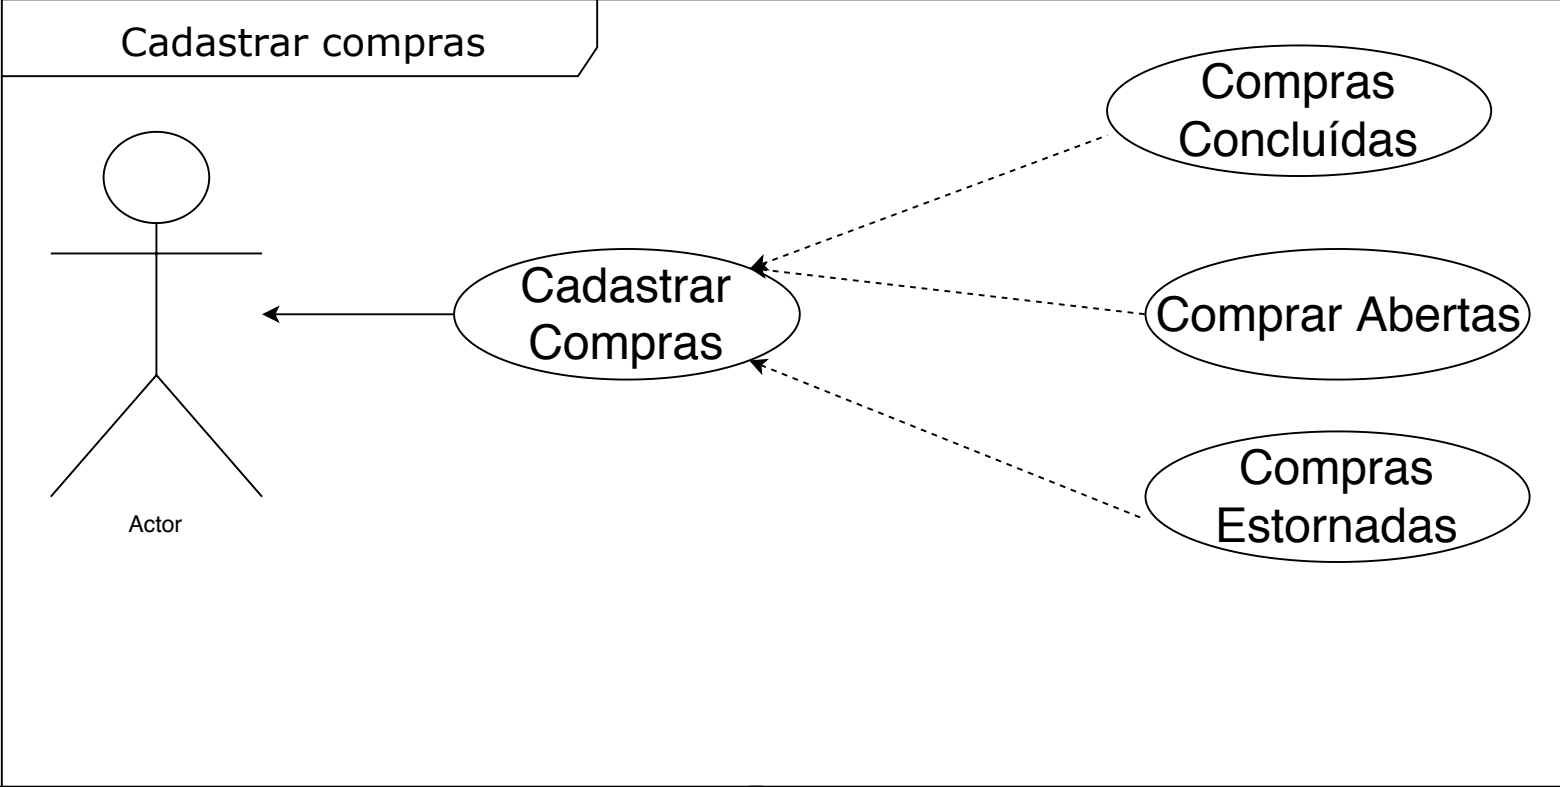 Cadastrar compras
Compras
Concluídas
Cadastrar
Compras
Comprar Abertas
Compras
Estornadas
Actor